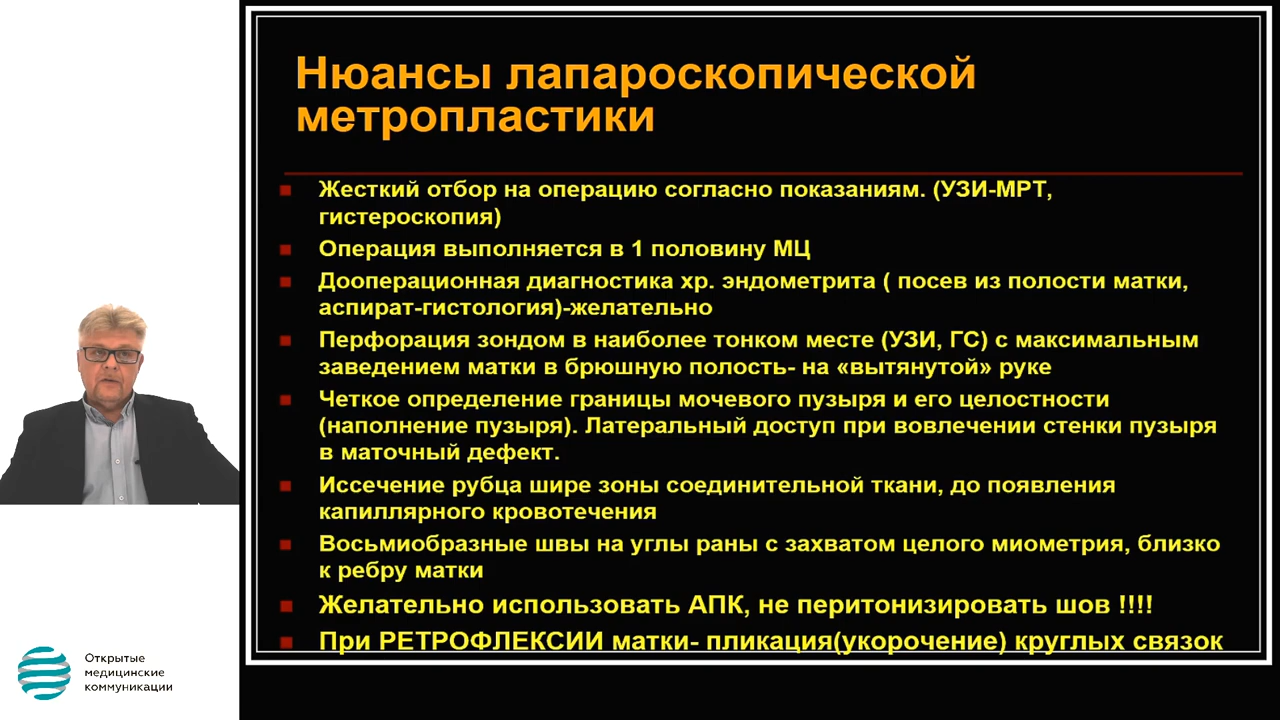 Нюансы лапароскопической
метропластики
Жесткий отбор на операцию согласно показаниям. (УЗИ-МРТ,
гистероскопия)
Операция выполняется в 1 половину МЦ
Дооперационная диагностика хр. эндометрита ( посев из полости матки,
аспират-гистология)-желательно
Перфорация зондом в наиболее тонком месте (УЗИ, ГС) с максимальным
заведением матки в брюшную полость- на «вытянутой» руке
Четкое определение границы мочевого пузыря и его целостности
(наполнение пузыря). Латеральный доступ при вовлечении стенки пузыря
в маточный дефект.
Иссечение рубца шире зоны соединительной ткани, до появления
капиллярного кровотечения
Восьмиобразные швы на углы раны с захватом целого миометрия, близко
к ребру матки
Желательно использовать АПК, не перитонизировать шов !!!!
При РЕТРОФЛЕКСИИ матки- пликация(укорочение) круглых связок
Открытые
медицинские
коммуникации